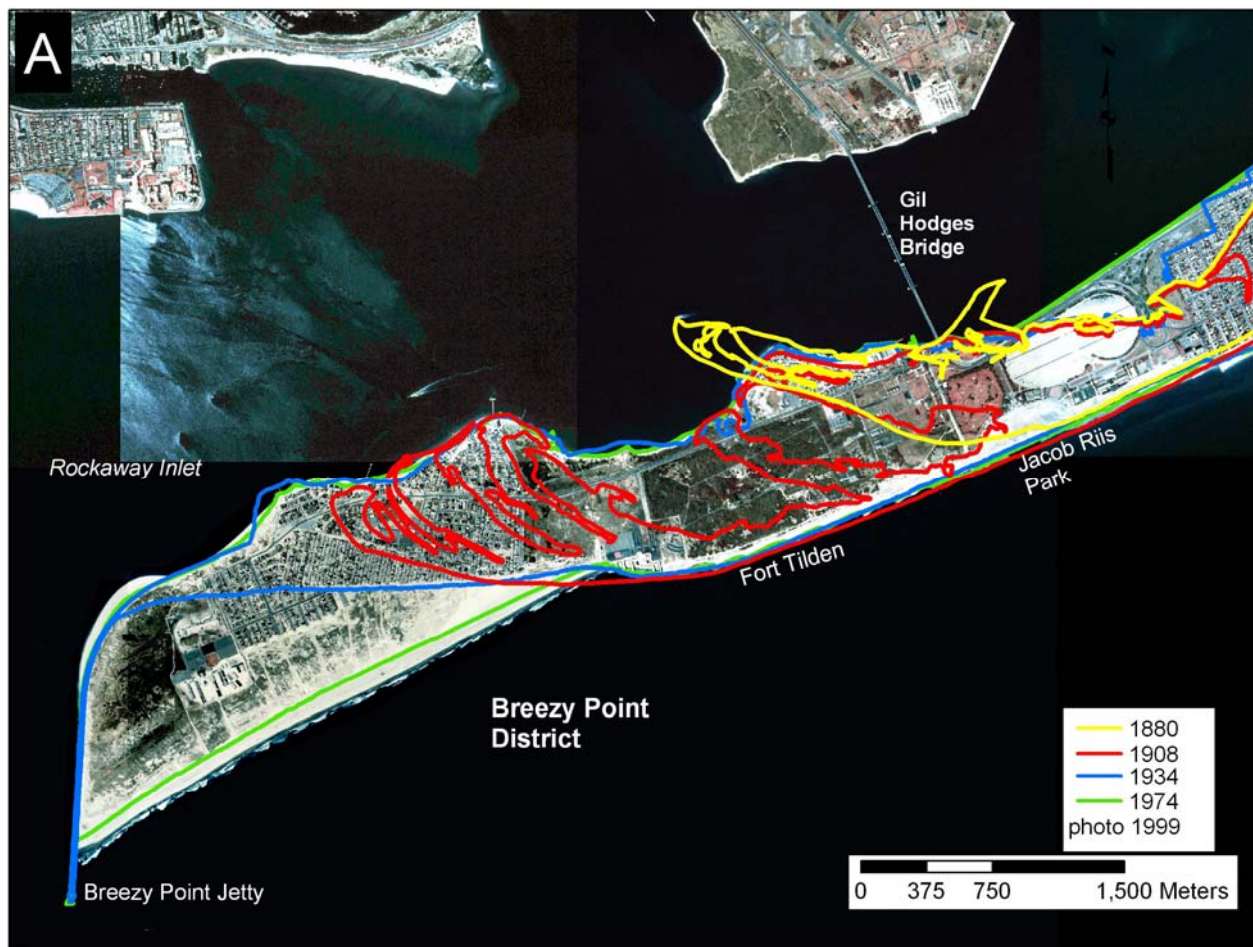 A
Gil
Hodges
Bridge
Rockaway Inlet
Jacob Riis
Park
Fort Tilden
Breezy Point
District
Breezy Point Jetty
1880
1908
1934
1974
photo 1999
0 375 750 1,500 Meters